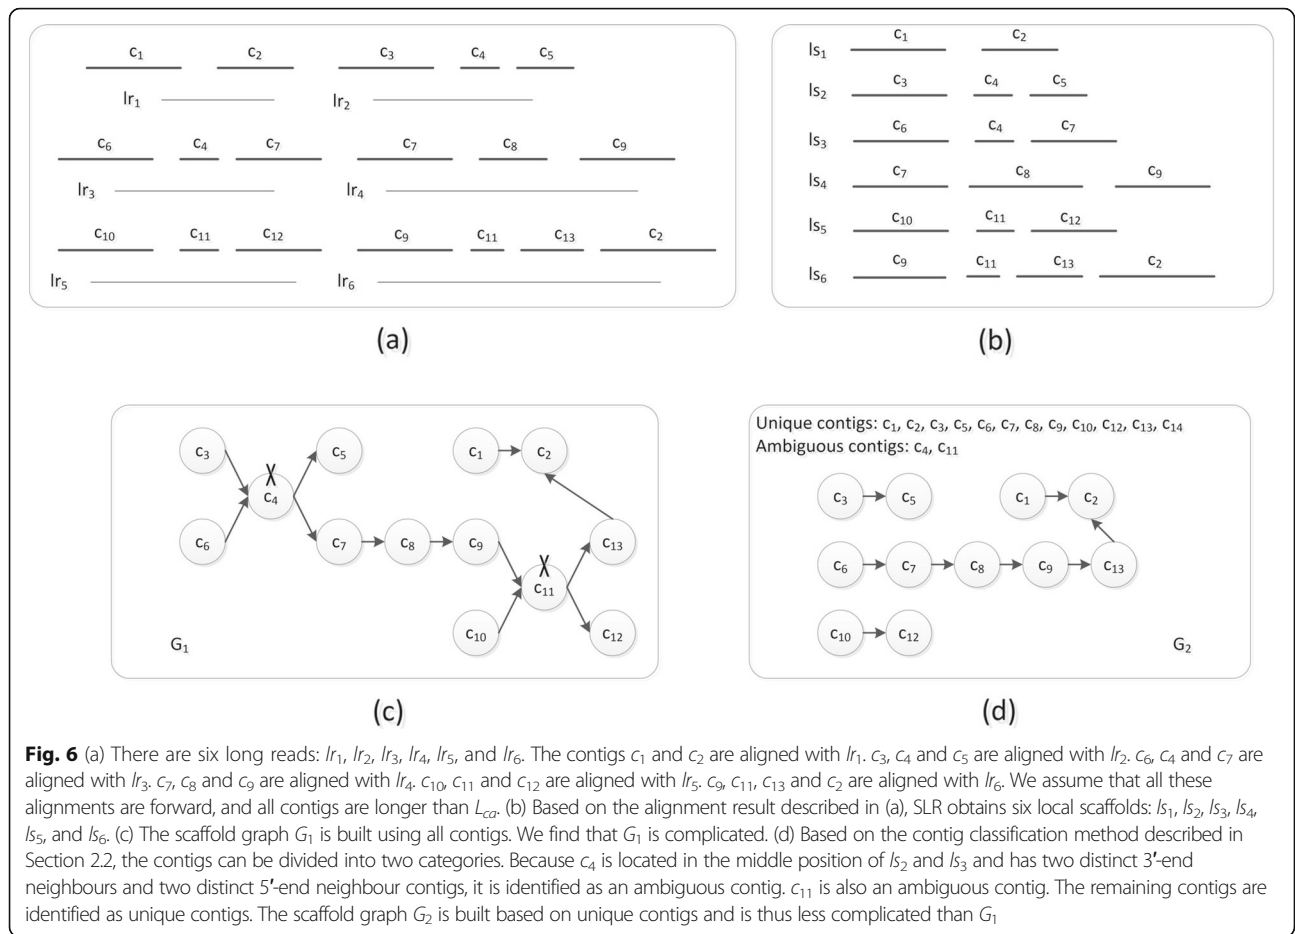 c1 c2 c3 c4 c5
lr1 lr2
c6 c4 c7 c7 c8 c9
lr3 lr4
c10 c11 c12 c9 c11 c13 c2
lr5 lr6
(a)
c1 c2
ls1
c3 c4 c5
ls2
c6 c4 c7
ls3
c7 c8 c9
ls4
c10 c11 c12
ls5
c9 c11 c13 c2
ls6
(b)
c3 c5 c1 c2
X
c4
c6 c7 c8 c9 c13
X
c11
c10 c12
G1
(c)
Unique contigs: c1, c2, c3, c5, c6, c7, c8, c9, c10, c12, c13, c14
Ambiguous contigs: c4, c11
c3 c5 c1 c2
c6 c7 c8 c9 c13
c10 c12
G2
(d)
Fig. 6 (a) There are six long reads: lr1, lr2, lr3, lr4, lr5, and lr6. The contigs c1 and c2 are aligned with lr1. c3, c4 and c5 are aligned with lr2. c6, c4 and c7 are
aligned with lr3. c7, c8 and c9 are aligned with lr4. c10, c11 and c12 are aligned with lr5. c9, c11, c13 and c2 are aligned with lr6. We assume that all these
alignments are forward, and all contigs are longer than Lca. (b) Based on the alignment result described in (a), SLR obtains six local scaffolds: ls1, ls2, ls3, ls4,
ls5, and ls6. (c) The scaffold graph G1 is built using all contigs. We find that G1 is complicated. (d) Based on the contig classification method described in
Section 2.2, the contigs can be divided into two categories. Because c4 is located in the middle position of ls2 and ls3 and has two distinct 3′-end
neighbours and two distinct 5′-end neighbour contigs, it is identified as an ambiguous contig. c11 is also an ambiguous contig. The remaining contigs are
identified as unique contigs. The scaffold graph G2 is built based on unique contigs and is thus less complicated than G1